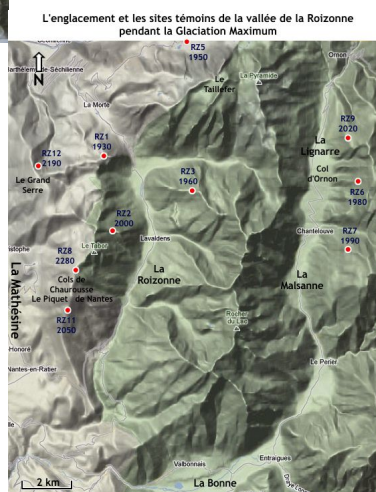 L'englacement et les sites témoins de la vallée de la Roizonne
pendant la Glaciation Maximum
RZ5
1950
Ornon
N
Le
Taillefer
La Pyramide
La Morte
RZ1
1930
RZ9
2020
La
Lignarre
RZ12
2190
Le Grand
Serre
RZ3
1960
Col
d'Ornon
RZ6
1980
RZ2
2000
Lavaldens
Chantelouve
RZ7
1990
Le Tabor
RZ8
2280
Cols de
Chaurousse
Le Piquet de Nantes
La
Roizonne
La
Malsanne
La Mathésine
RZ11
2050
Rocher
du Lac
Nantes-en-Ratier
Le Perier
Valbonnais
Entraigues
2 km
La Bonne